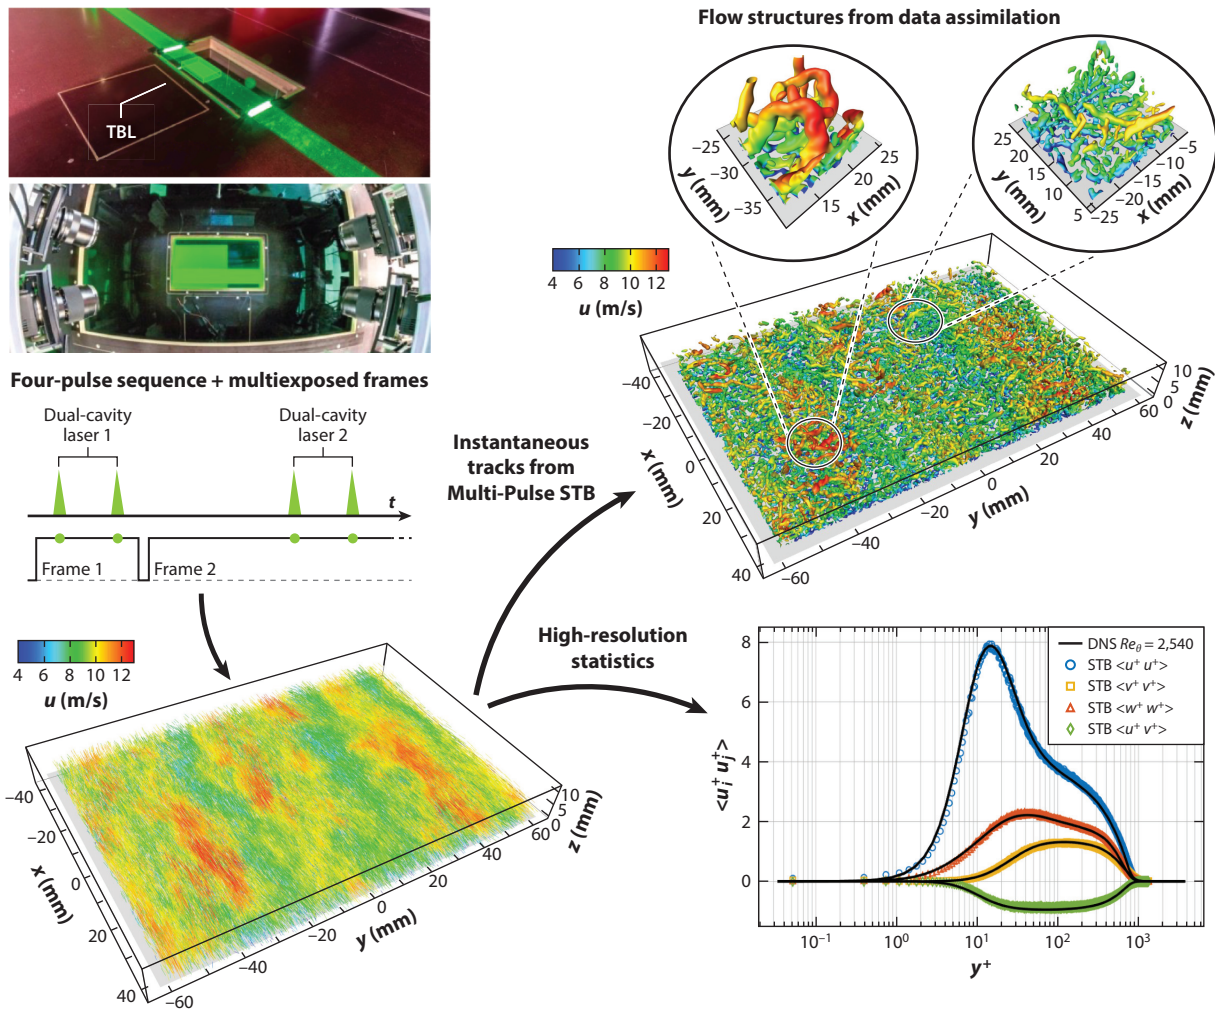 Flow structures from data assimilation
TBL
−25
−30
−35
y (mm)
15
20
25
x (mm)
25
20
15
10
5
y (mm)
−25
−20
−15
−10
−5
x (mm)
4 6 8 10 12
u (m/s)
−40
−20
0
20
40
x (mm)
−60
−40
−20
0
20
40
60
y (mm)
0
5
10
z (mm)
Four-pulse sequence + multiexposed frames
Dual-cavity
laser 1
Dual-cavity
laser 2
t
Frame 1
Frame 2
Instantaneous
tracks from
Multi-Pulse STB
High-resolution
statistics
4 6 8 10 12
u (m/s)
−40
−20
0
20
40
x (mm)
−60
−40
−20
0
20
40
60
y (mm)
0
5
10
z (mm)
8
6
4
2
0
<uᵢ⁺ uⱼ⁺>
DNS Reθ = 2,540
STB <u⁺ u⁺>
STB <v⁺ v⁺>
STB <w⁺ w⁺>
STB <u⁺ v⁺>
10⁻¹ 10⁰ 10¹ 10² 10³
y⁺